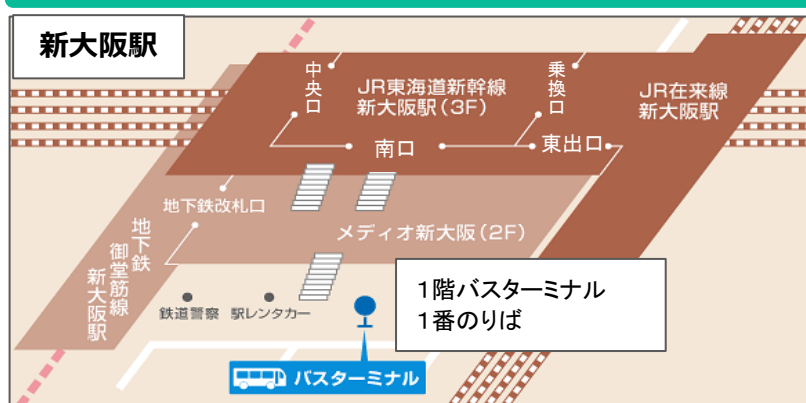 新大阪駅
中央口
JR東海道新幹線
新大阪駅（3F）
乗換口
JR在来線
新大阪駅
南口
東出口
地下鉄改札口
地下鉄
御堂筋線
新大阪駅
メディオ新大阪（2F）
1階バスターミナル
1番のりば
鉄道警察
駅レンタカー
バスターミナル